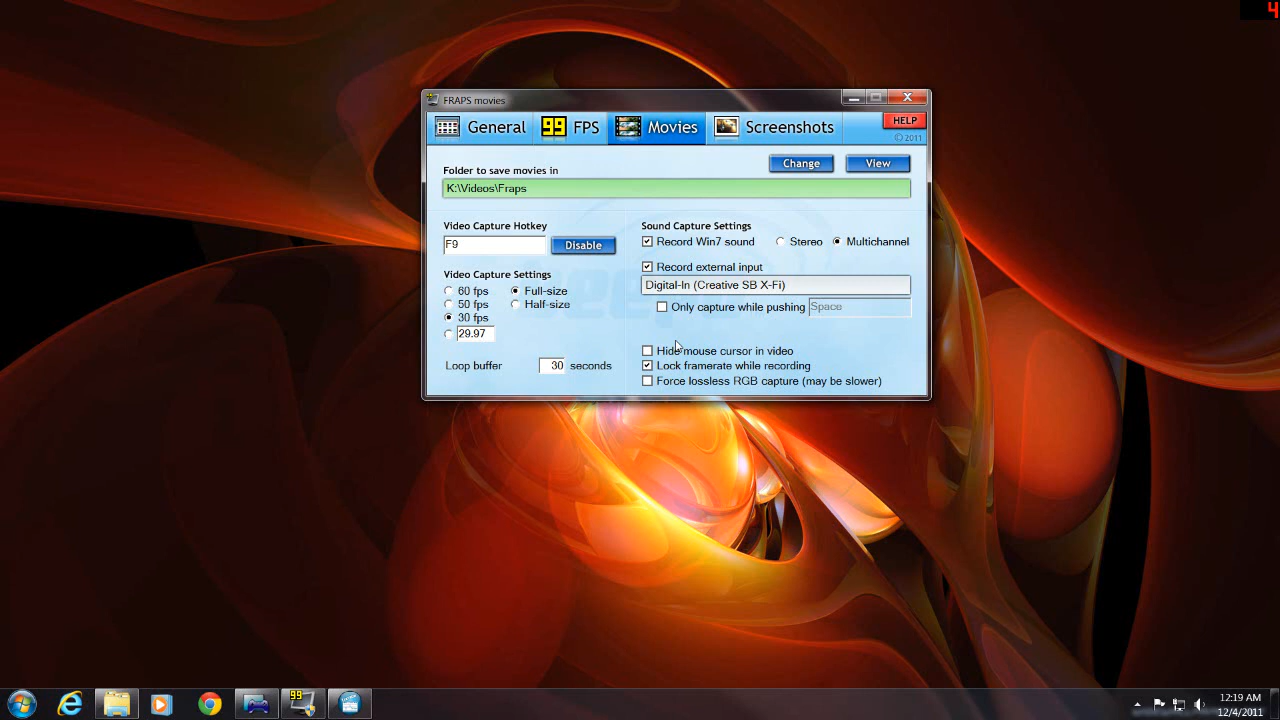 4
FRAPS movies
General
99 FPS
Movies
Screenshots
HELP
© 2011
Folder to save movies in
Change
View
K:\Videos\Fraps
Video Capture Hotkey
F9
Disable
Video Capture Settings
60 fps
Full-size
50 fps
Half-size
30 fps
29.97
Loop buffer
30 seconds
Sound Capture Settings
Record Win7 sound
Stereo
Multichannel
Record external input
Digital-In (Creative SB X-Fi)
Only capture while pushing
Space
Hide mouse cursor in video
Lock framerate while recording
Force lossless RGB capture (may be slower)
99
12:19 AM
12/4/2011